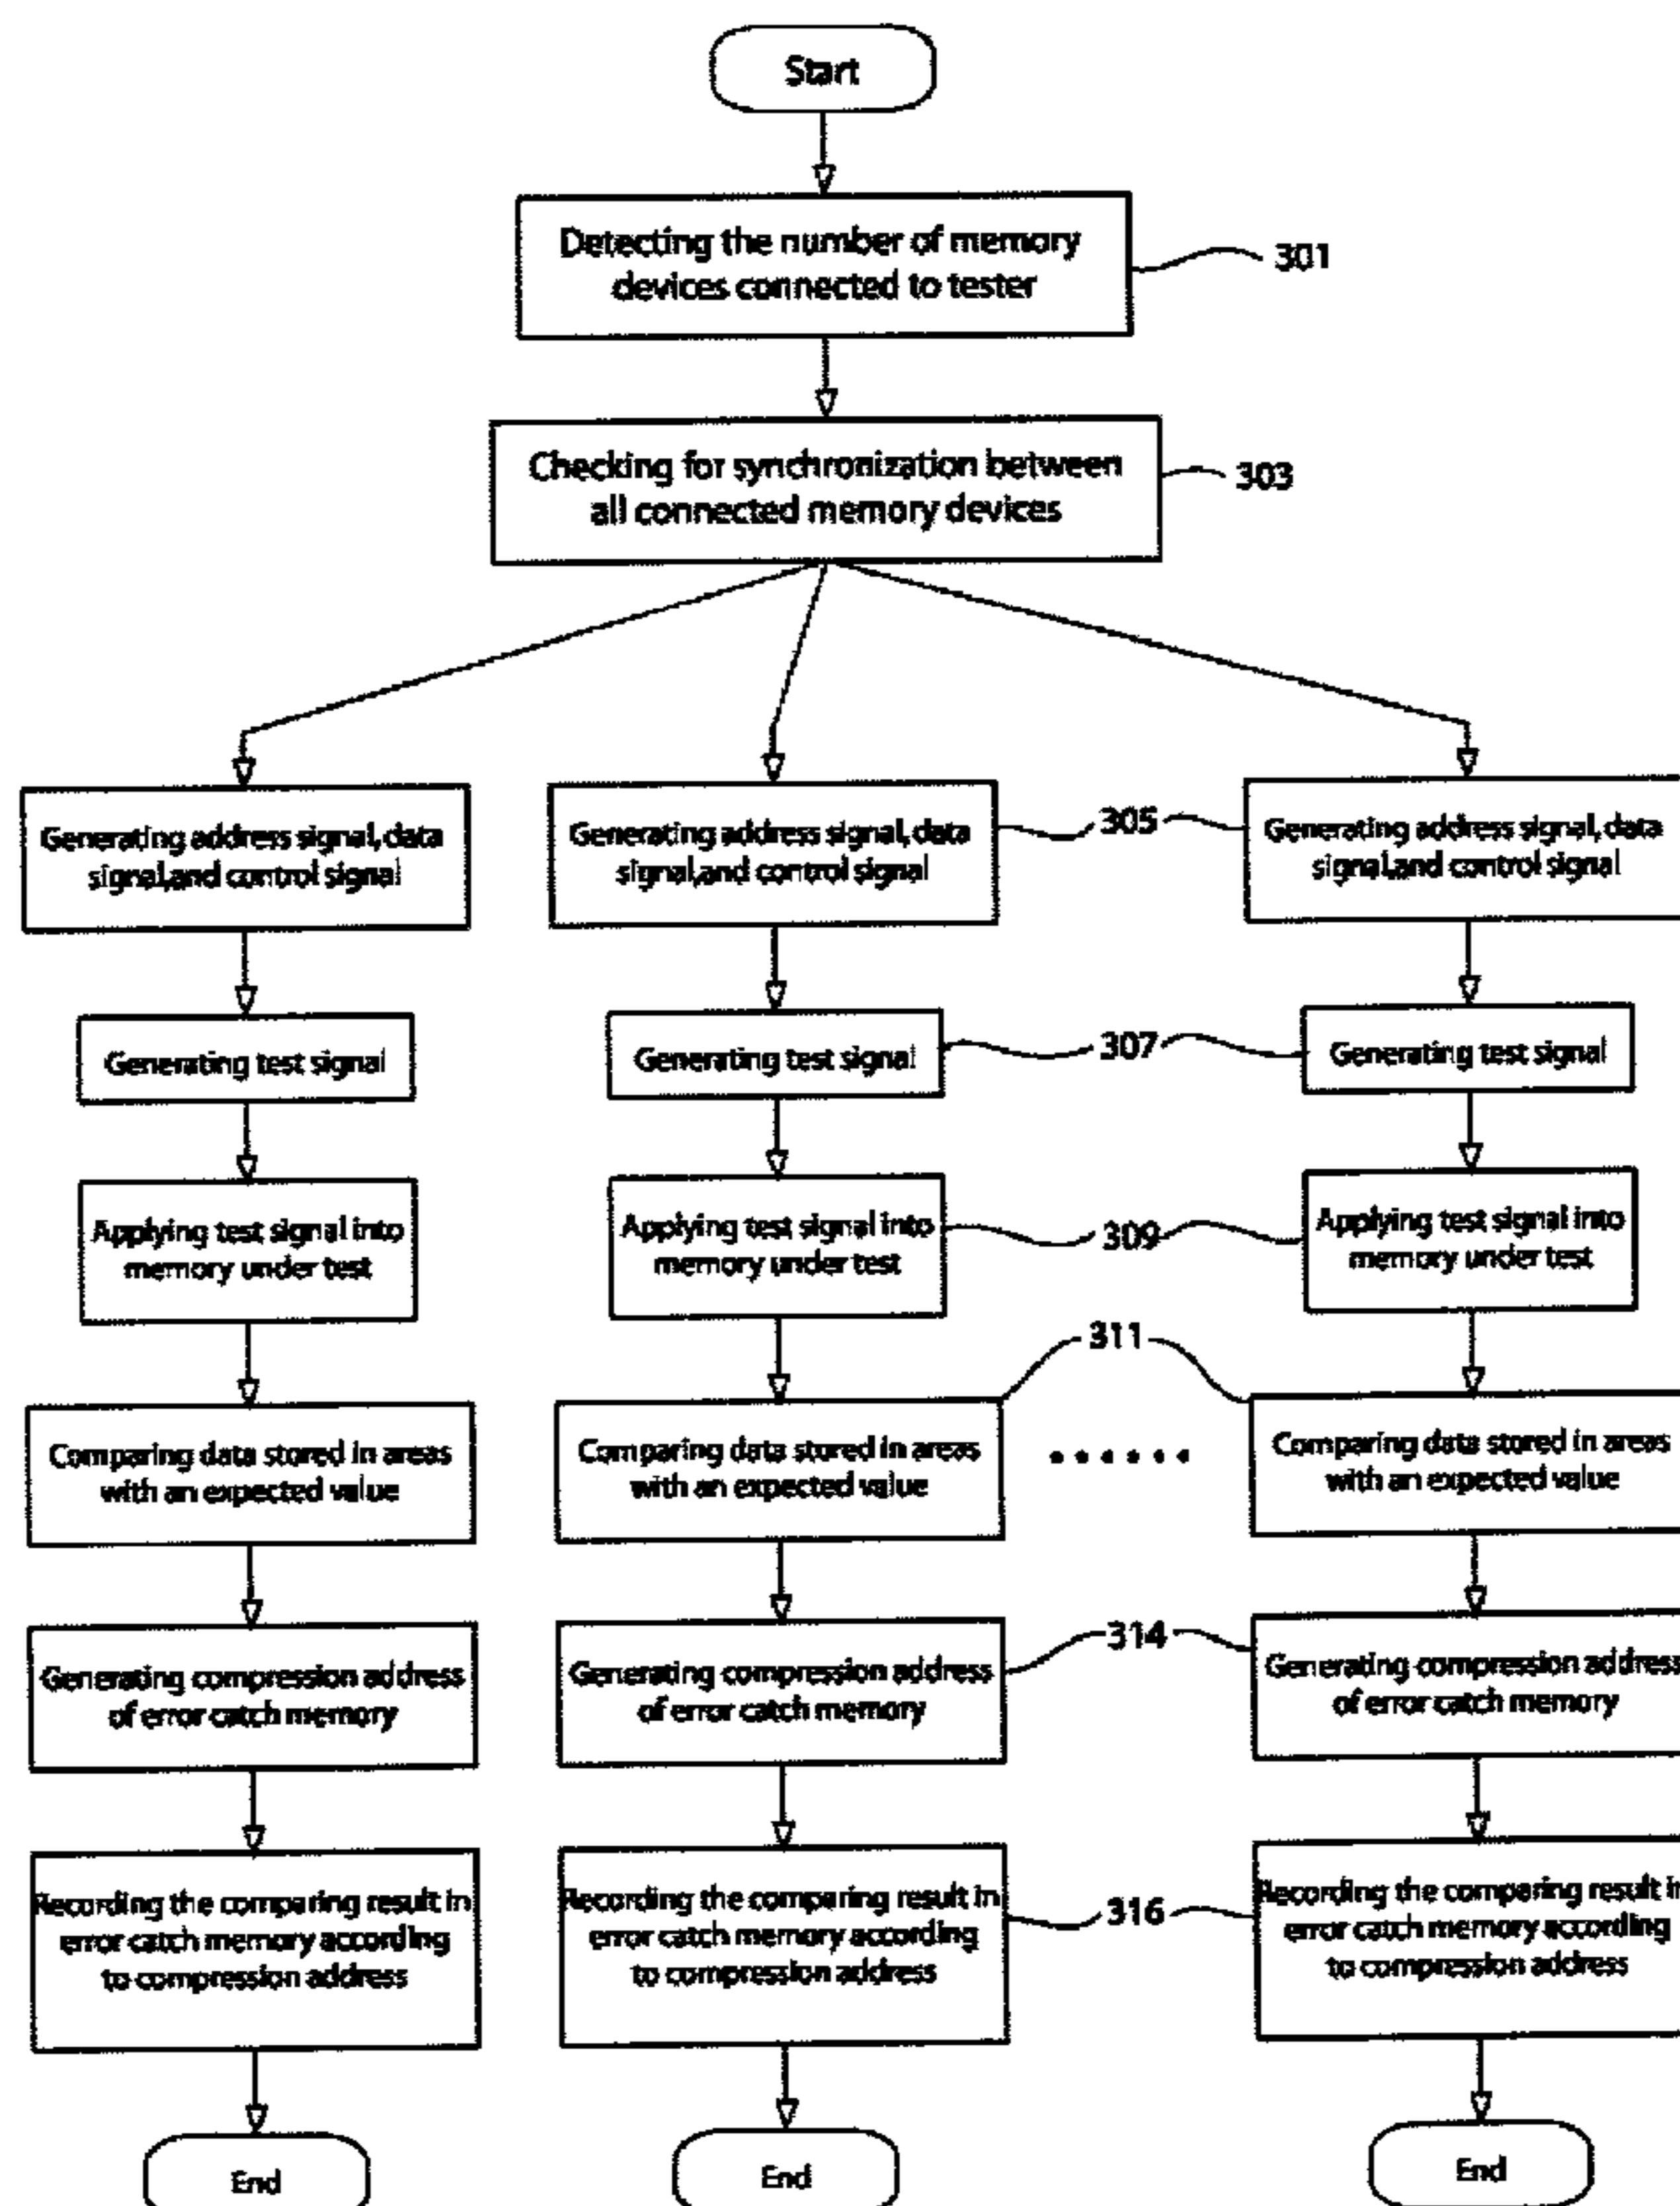 Start
Detecting the number of memory
devices connected to tester
301
Checking for synchronization between
all connected memory devices
303
Generating address signal, data
signal,and control signal
Generating address signal, data
signal,and control signal
305
Generating address signal, data
signal,and control signal
Generating test signal
Generating test signal
307
Generating test signal
Applying test signal into
memory under test
Applying test signal into
memory under test
309
Applying test signal into
memory under test
311
Comparing data stored in areas
with an expected value
Comparing data stored in areas
with an expected value
......
Comparing data stored in areas
with an expected value
Generating compression address
of error catch memory
Generating compression address
of error catch memory
314
Generating compression address
of error catch memory
Recording the comparing result in
error catch memory according
to compression address
Recording the comparing result in
error catch memory according
to compression address
316
Recording the comparing result in
error catch memory according
to compression address
End
End
End